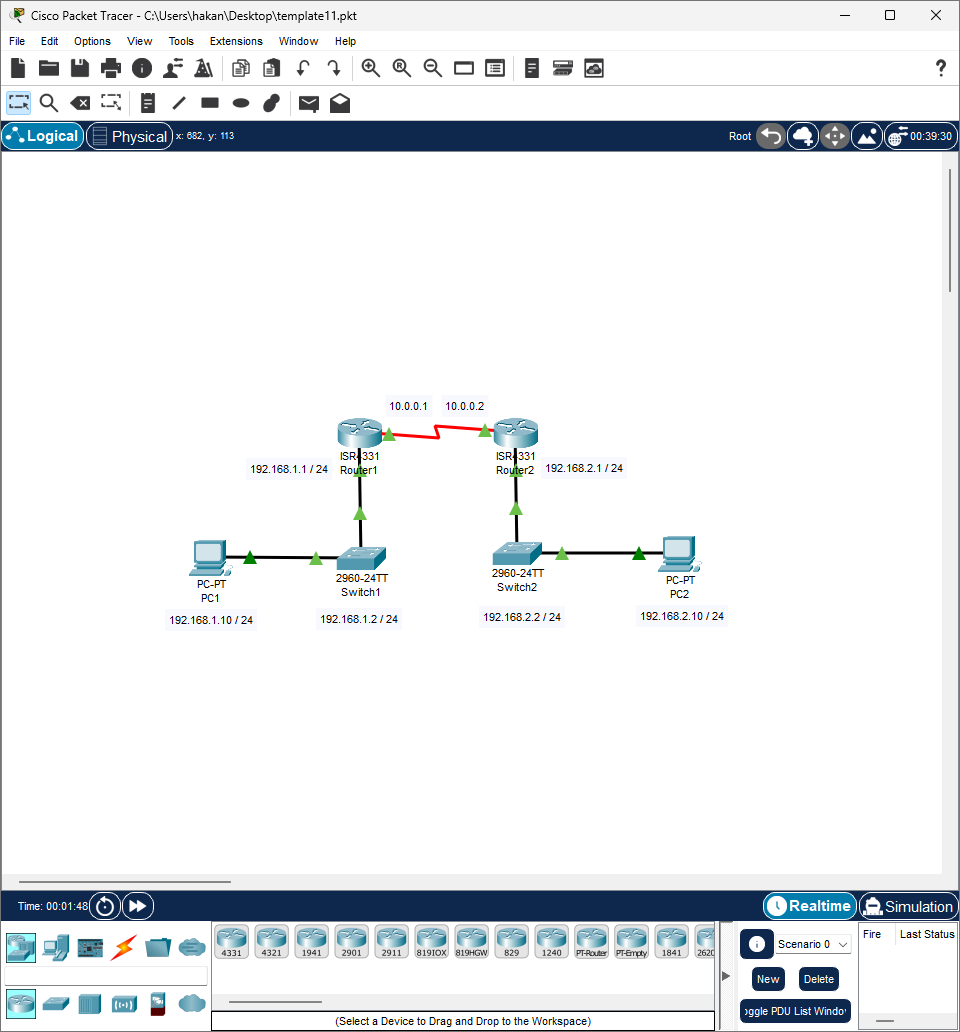 Cisco Packet Tracer - C:\Users\hakan\Desktop\template11.pkt
File Edit Options View Tools Extensions Window Help
Logical Physical x: 682, y: 113 Root 00:39:30
10.0.0.1 10.0.0.2
ISR4331 ISR4331
Router1 Router2
192.168.1.1 / 24 192.168.2.1 / 24
PC-PT 2960-24TT 2960-24TT PC-PT
PC1 Switch1 Switch2 PC2
192.168.1.10 / 24 192.168.1.2 / 24 192.168.2.2 / 24 192.168.2.10 / 24
Time: 00:01:48 Realtime Simulation
4331 4321 1941 2901 2911 819IOX 819HGW 829 1240 PT-Router PT-Empty 1841 2620
Scenario 0
Fire Last Status
New Delete
oggle PDU List Windo
(Select a Device to Drag and Drop to the Workspace)